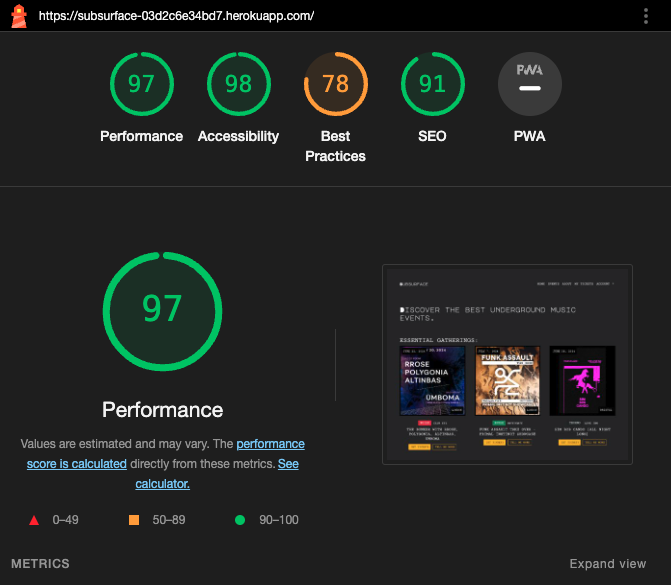 https://subsurface-03d2c6e34bd7.herokuapp.com/
97
98
78
91
PWA
Performance
Accessibility
Best
Practices
SEO
PWA
97
Performance
Values are estimated and may vary. The performance
score is calculated directly from these metrics. See
calculator.
0–49
50–89
90–100
SUBSURFACE
DISCOVER THE BEST UNDERGROUND MUSIC
EVENTS.
ESSENTIAL GATHERINGS:
RROSE
POLYGONIA
ALTINBAS
UMBOMA
FUNK ASSAULT
METRICS
Expand view